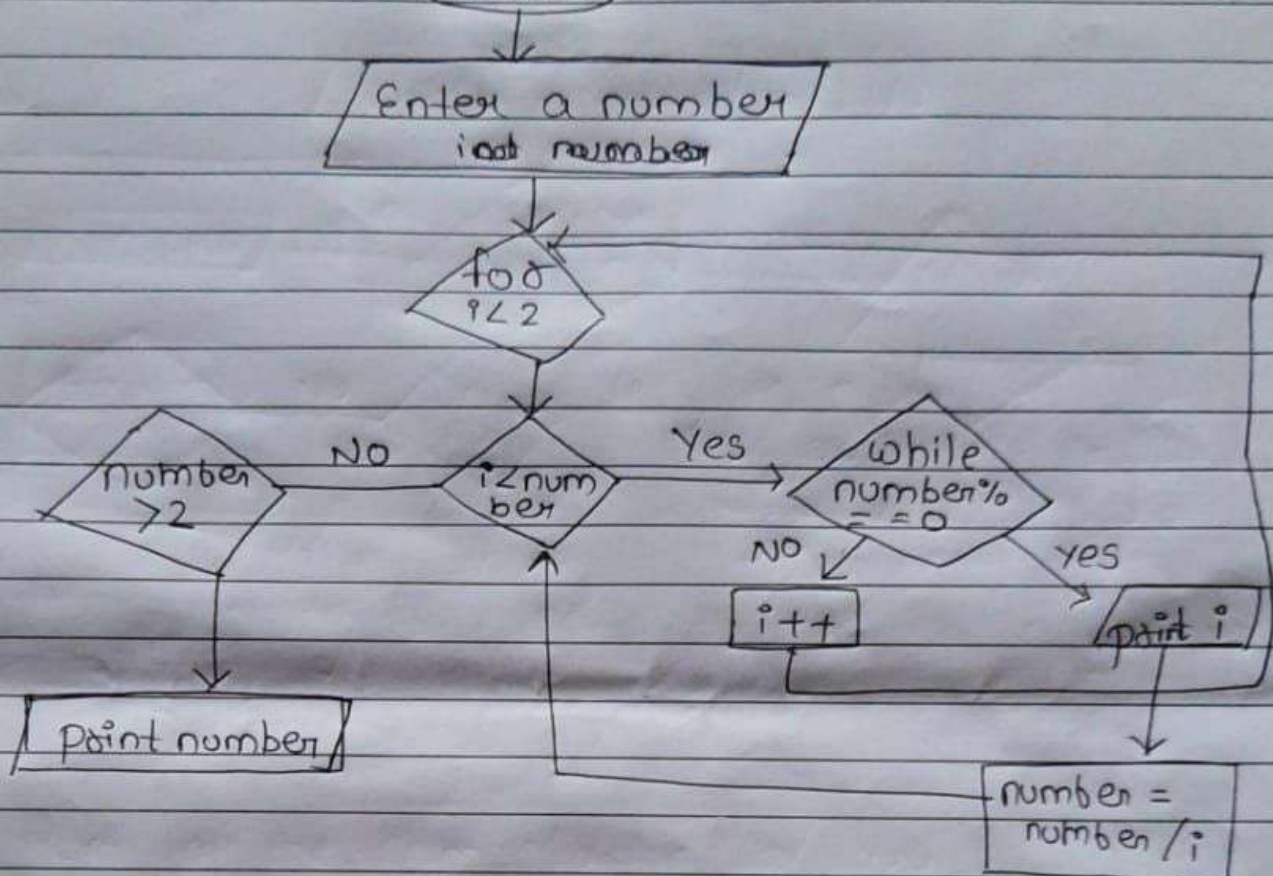 Enter a number
int number
for
i<2
number
>2
NO
i<num
ber
Yes
while
number%
= = 0
NO
yes
i++
print i
print number
number =
number /i